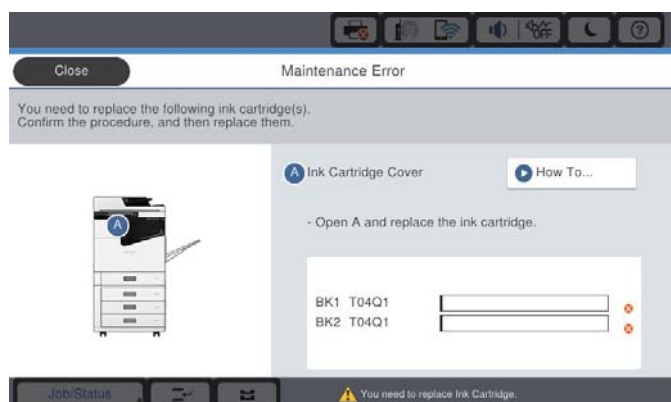 OFF
Close
Maintenance Error
You need to replace the following ink cartridge(s).
Confirm the procedure, and then replace them.
A
Ink Cartridge Cover
How To...
A
- Open A and replace the ink cartridge.
BK1 T04Q1
BK2 T04Q1
Job/Status
You need to replace Ink Cartridge.